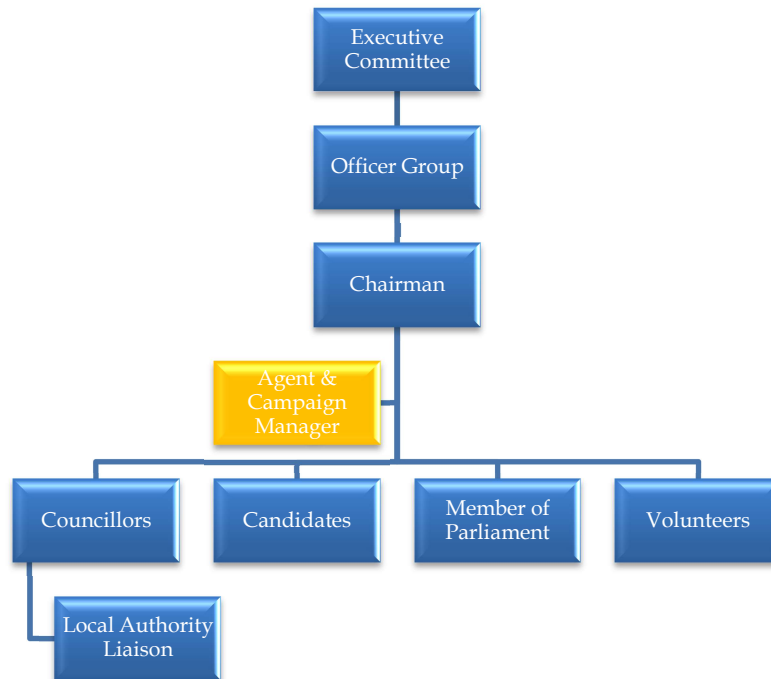 Executive
Committee
Officer Group
Chairman
Agent &
Campaign
Manager
Councillors
Candidates
Member of
Parliament
Volunteers
Local Authority
Liaison